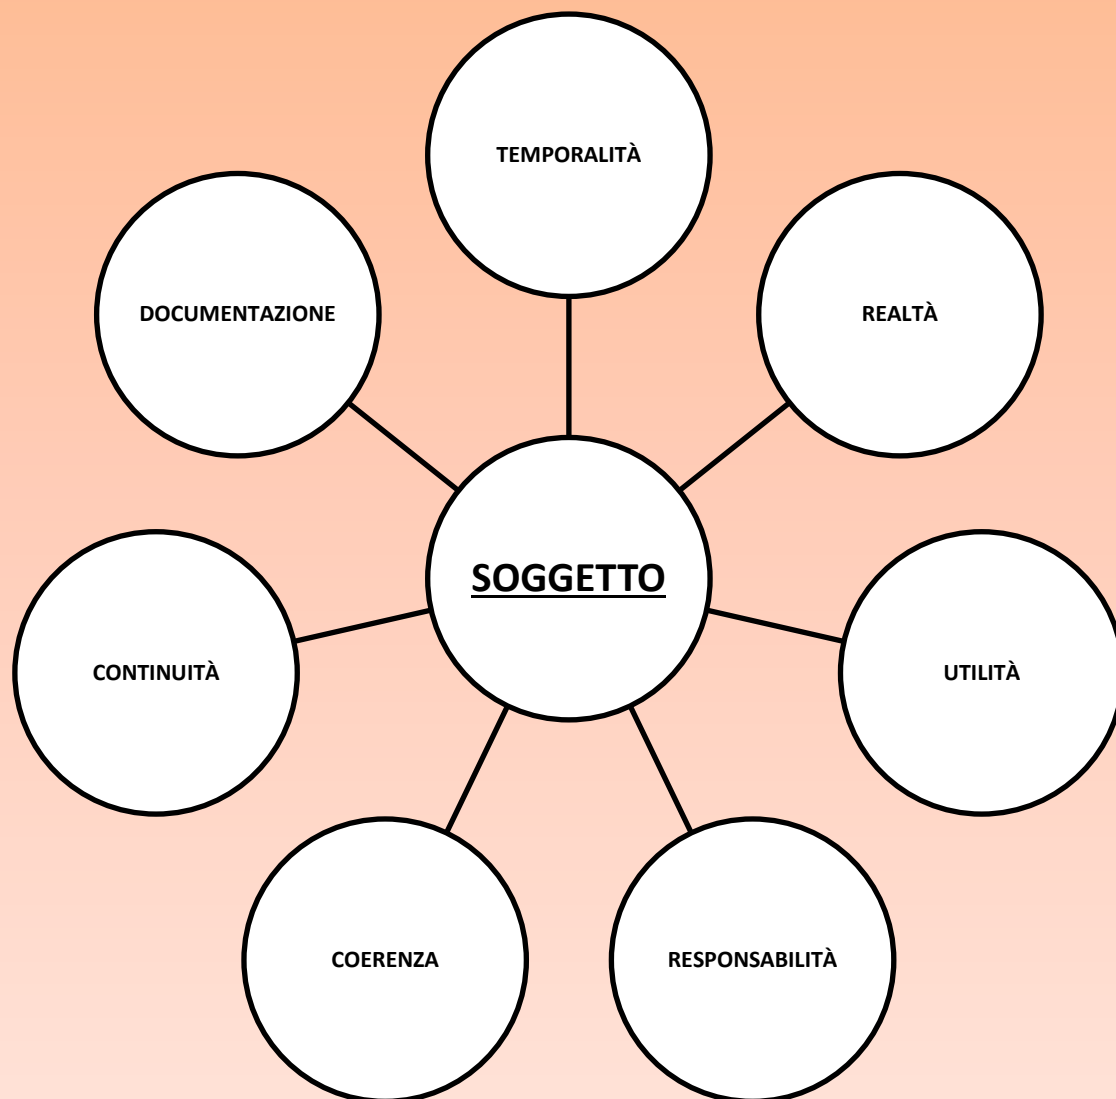 TEMPORALITÀ
DOCUMENTAZIONE
REALTÀ
SOGGETTO
CONTINUITÀ
UTILITÀ
COERENZA
RESPONSABILITÀ